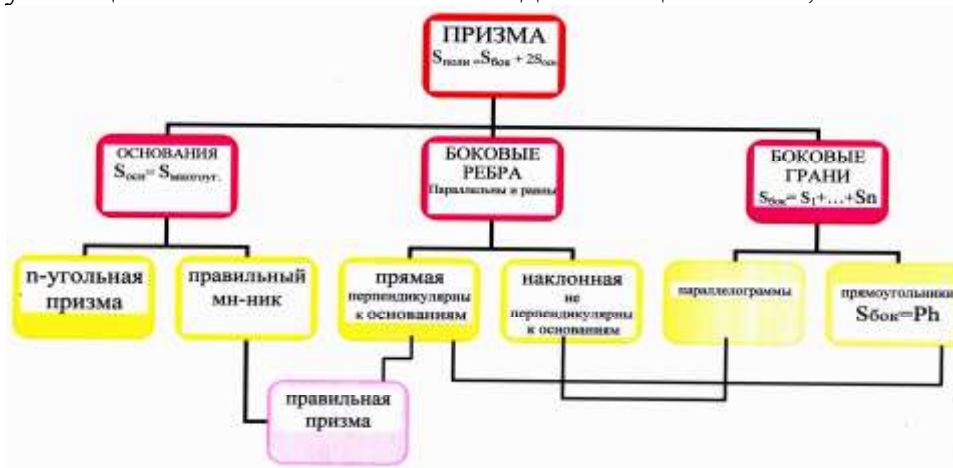 ПРИЗМА
Sполн =Sбок + 2Sосн
ОСНОВАНИЯ
Sосн= Sмногоуг.
БОКОВЫЕ
РЕБРА
Параллельны и равны
БОКОВЫЕ
ГРАНИ
Sбок= S1+...+Sn
n-угольная
призма
правильный
мн-ник
прямая
перпендикулярны
к основаниям
наклонная
не
перпендикулярны
к основаниям
параллелограммы
прямоугольники
Sбок=Ph
правильная
призма